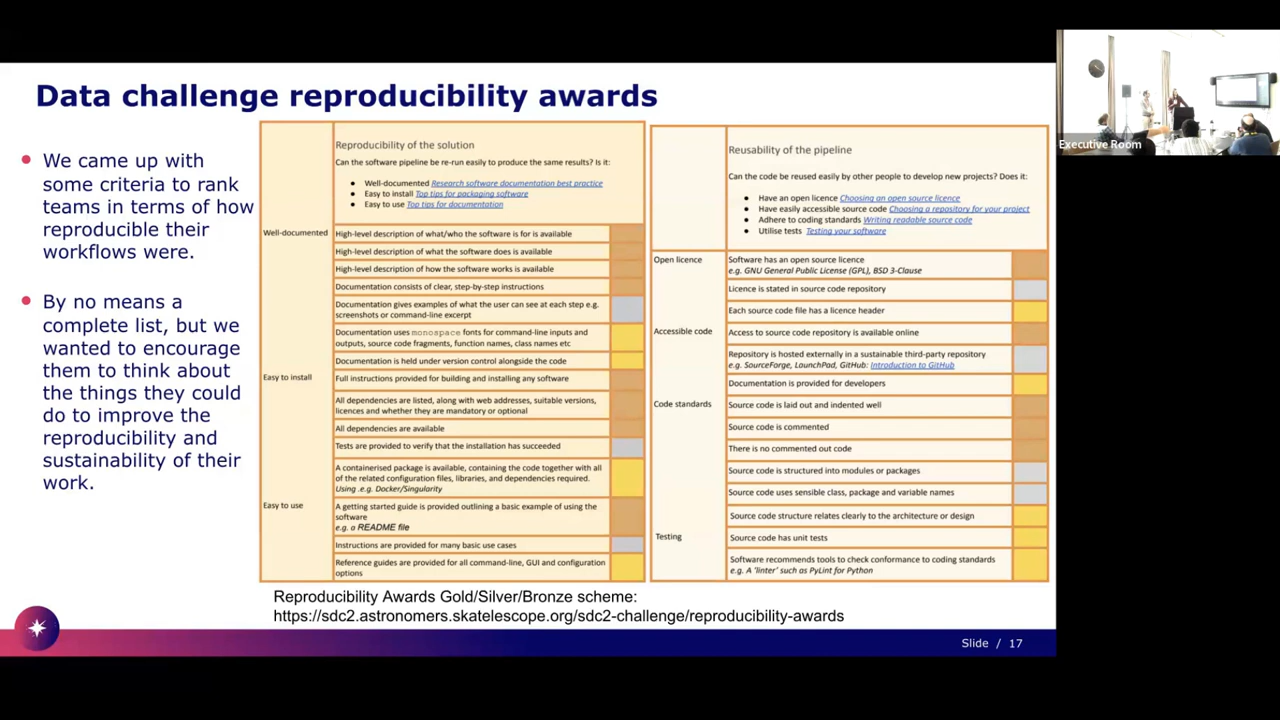 Data challenge reproducibility awards
We came up with
some criteria to rank
teams in terms of how
reproducible their
workflows were.
By no means a
complete list, but we
wanted to encourage
them to think about
the things they could
do to improve the
reproducibility and
sustainability of their
work.
Reproducibility of the solution
Can the software pipeline be re-run easily to produce the same results? Is it:
Well-documented Research software documentation best practice
Easy to install Top tips for packaging software
Easy to use Top tips for documentation
Well-documented
High-level description of what/who the software is for is available
High-level description of what the software does is available
High-level description of how the software works is available
Documentation consists of clear, step-by-step instructions
Documentation gives examples of what the user can see at each step e.g.
screenshots or command-line excerpt
Documentation uses monospace fonts for command-line inputs and
outputs, source code fragments, function names, class names etc
Documentation is held under version control alongside the code
Easy to install
Full instructions provided for building and installing any software
All dependencies are listed, along with web addresses, suitable versions,
licences and whether they are mandatory or optional
All dependencies are available
Tests are provided to verify that the installation has succeeded
A containerised package is available, containing the code together with all
of the related configuration files, libraries, and dependencies required.
Using .e.g. Docker/Singularity
Easy to use
A getting started guide is provided outlining a basic example of using the
software
e.g. a README file
Instructions are provided for many basic use cases
Reference guides are provided for all command-line, GUI and configuration
options
Reusability of the pipeline
Can the code be reused easily by other people to develop new projects? Does it:
Have an open licence Choosing an open source licence
Have easily accessible source code Choosing a repository for your project
Adhere to coding standards Writing readable source code
Utilise tests Testing your software
Open licence
Software has an open source licence
e.g. GNU General Public License (GPL), BSD 3-Clause
Licence is stated in source code repository
Each source code file has a licence header
Accessible code
Access to source code repository is available online
Repository is hosted externally in a sustainable third-party repository
e.g. SourceForge, LaunchPad, GitHub: Introduction to GitHub
Documentation is provided for developers
Code standards
Source code is laid out and indented well
Source code is commented
There is no commented out code
Source code is structured into modules or packages
Source code uses sensible class, package and variable names
Source code structure relates clearly to the architecture or design
Testing
Source code has unit tests
Software recommends tools to check conformance to coding standards
e.g. A 'linter' such as PyLint for Python
Reproducibility Awards Gold/Silver/Bronze scheme:
https://sdc2.astronomers.skatelescope.org/sdc2-challenge/reproducibility-awards
Slide / 17
Executive Room